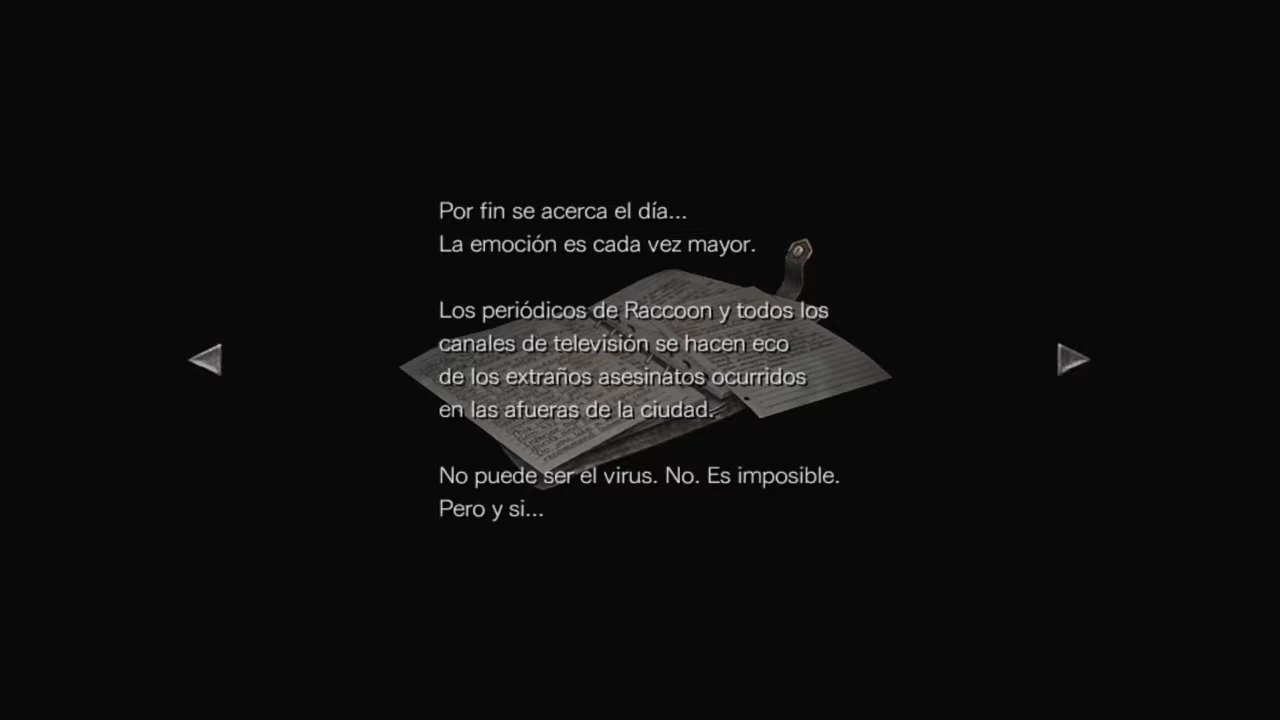 Por fin se acerca el día...
La emoción es cada vez mayor.
Los periódicos de Raccoon y todos los
canales de televisión se hacen eco
de los extraños asesinatos ocurridos
en las afueras de la ciudad.
No puede ser el virus. No. Es imposible.
Pero y si...